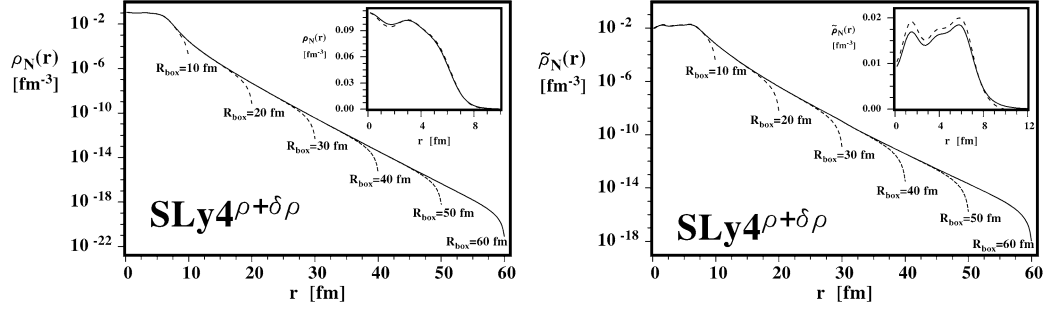 10⁻²
10⁻⁶
10⁻¹⁰
10⁻¹⁴
10⁻¹⁸
10⁻²²
ρN(r)
[fm⁻³]
0 10 20 30 40 50 60
r [fm]
Rbox=10 fm
Rbox=20 fm
Rbox=30 fm
Rbox=40 fm
Rbox=50 fm
Rbox=60 fm
SLy4ρ+δρ
0.09
0.06
0.03
0.00
ρN(r)
[fm⁻³]
0 4 8
r [fm]
10⁻²
10⁻⁶
10⁻¹⁰
10⁻¹⁴
10⁻¹⁸
ρ̃N(r)
[fm⁻³]
0 10 20 30 40 50 60
r [fm]
Rbox=10 fm
Rbox=20 fm
Rbox=30 fm
Rbox=40 fm
Rbox=50 fm
Rbox=60 fm
SLy4ρ+δρ
0.02
0.01
0.00
ρ̃N(r)
[fm⁻³]
0 4 8 12
r [fm]